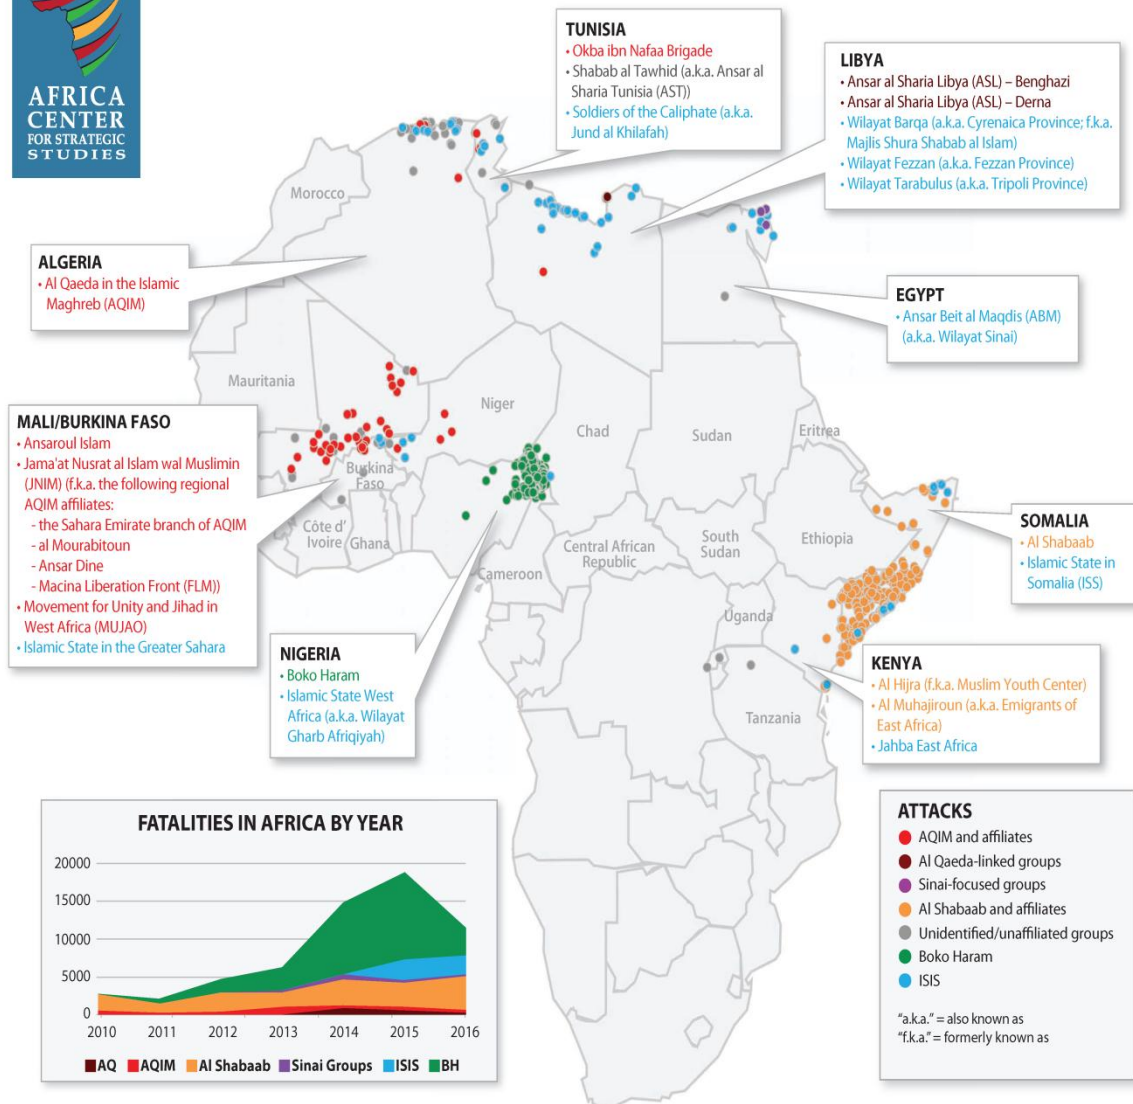 AFRICA
CENTER
FOR STRATEGIC
STUDIES
TUNISIA
• Okba ibn Nafaa Brigade
• Shabab al Tawhid (a.k.a. Ansar al
Sharia Tunisia (AST))
• Soldiers of the Caliphate (a.k.a.
Jund al Khilafah)
LIBYA
• Ansar al Sharia Libya (ASL) – Benghazi
• Ansar al Sharia Libya (ASL) – Derna
• Wilayat Barqa (a.k.a. Cyrenaica Province; f.k.a.
Majlis Shura Shabab al Islam)
• Wilayat Fezzan (a.k.a. Fezzan Province)
• Wilayat Tarabulus (a.k.a. Tripoli Province)
Morocco
ALGERIA
• Al Qaeda in the Islamic
Maghreb (AQIM)
EGYPT
• Ansar Beit al Maqdis (ABM)
(a.k.a. Wilayat Sinai)
Mauritania
Niger
Chad
Sudan
Eritrea
MALI/BURKINA FASO
• Ansaroul Islam
• Jama'at Nusrat al Islam wal Muslimin
(JNIM) (f.k.a. the following regional
AQIM affiliates:
- the Sahara Emirate branch of AQIM
- al Mourabitoun
- Ansar Dine
- Macina Liberation Front (FLM))
• Movement for Unity and Jihad in
West Africa (MUJAO)
• Islamic State in the Greater Sahara
Burkina
Faso
Côte d'
Ivoire
Ghana
Cameroon
Central African
Republic
South
Sudan
Ethiopia
Uganda
Tanzania
SOMALIA
• Al Shabaab
• Islamic State in
Somalia (ISS)
NIGERIA
• Boko Haram
• Islamic State West
Africa (a.k.a. Wilayat
Gharb Afriqiyah)
KENYA
• Al Hijra (f.k.a. Muslim Youth Center)
• Al Muhajiroun (a.k.a. Emigrants of
East Africa)
• Jahba East Africa
FATALITIES IN AFRICA BY YEAR
20000
15000
10000
5000
0
2010 2011 2012 2013 2014 2015 2016
AQ AQIM Al Shabaab Sinai Groups ISIS BH
ATTACKS
AQIM and affiliates
Al Qaeda-linked groups
Sinai-focused groups
Al Shabaab and affiliates
Unidentified/unaffiliated groups
Boko Haram
ISIS
"a.k.a." = also known as
"f.k.a." = formerly known as